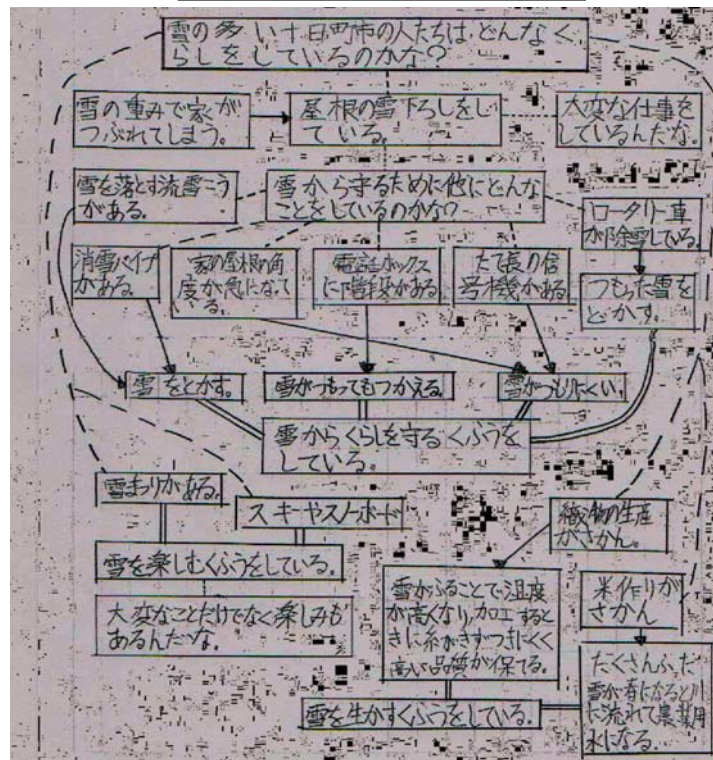 雪の多い十日町市の人たちは、どんなく
らしをしているのかな？
雪の重みで家が
つぶれてしまう。
屋根の雪下ろしをし
ている。
大変な仕事を
しているんだな。
雪を落とす流雪こう
がある。
雪から守るために他にどんな
ことをしているのかな？
ロータリー車
が除雪している。
消雪パイプ
がある。
家の屋根の角
度が急になって
いる。
電話ボックス
に階段がある
たて長の信
号機がある
つもった雪を
どかす。
雪をとかす。
雪がつもってもつかえる。
雪がつもりにくい。
雪からくらしを守るくふうを
している。
雪まつりがある。
スキーやスノーボード
織物の生産
がさかん。
雪を楽しむくふうをしている。
大変なことだけでなく楽しみも
あるんだな。
雪がふることで湿度
が高くなり、加工すると
きに糸がきずつきにくく
高い品質が保てる。
米作りが
さかん
たくさんふった
雪が春になると川
に流れて農業用
水になる。
雪を生かすくふうをしている。